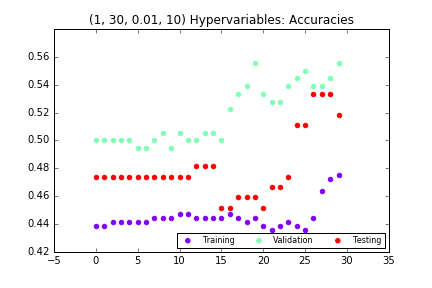 (1, 30, 0.01, 10) Hypervariables: Accuracies
0.56
0.54
0.52
0.50
0.48
0.46
0.44
0.42
−5 0 5 10 15 20 25 30 35
Training Validation Testing